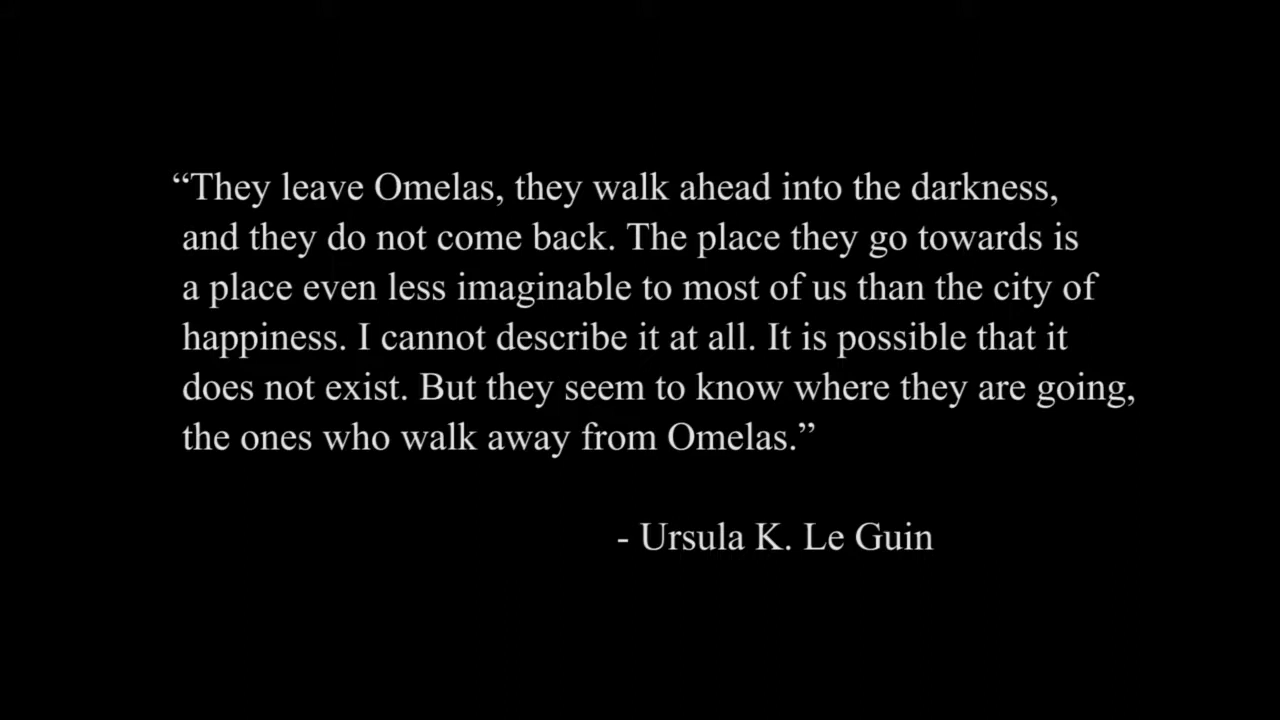 “They leave Omelas, they walk ahead into the darkness,
and they do not come back. The place they go towards is
a place even less imaginable to most of us than the city of
happiness. I cannot describe it at all. It is possible that it
does not exist. But they seem to know where they are going,
the ones who walk away from Omelas.”
- Ursula K. Le Guin